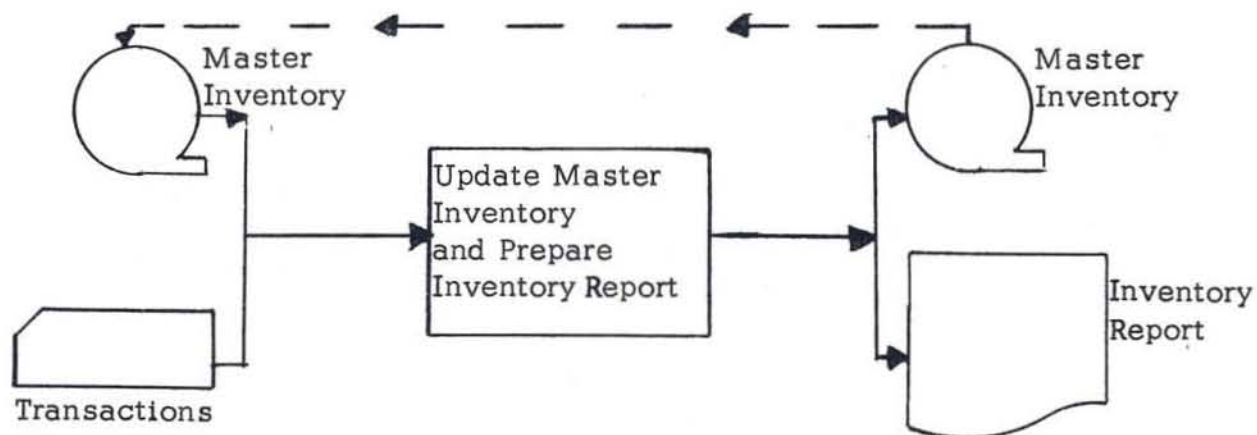 Master
Inventory
Master
Inventory
Update Master
Inventory
and Prepare
Inventory Report
Inventory
Report
Transactions